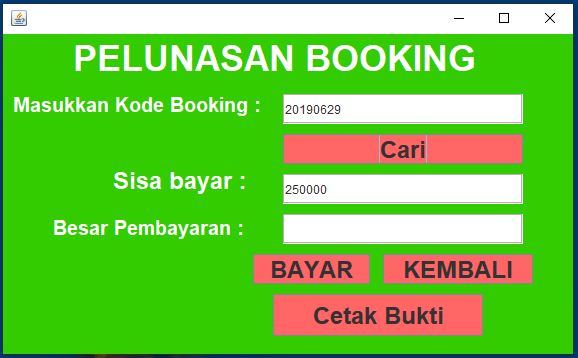 PELUNASAN BOOKING
Masukkan Kode Booking : 20190629
Cari
Sisa bayar : 250000
Besar Pembayaran :
BAYAR KEMBALI
Cetak Bukti